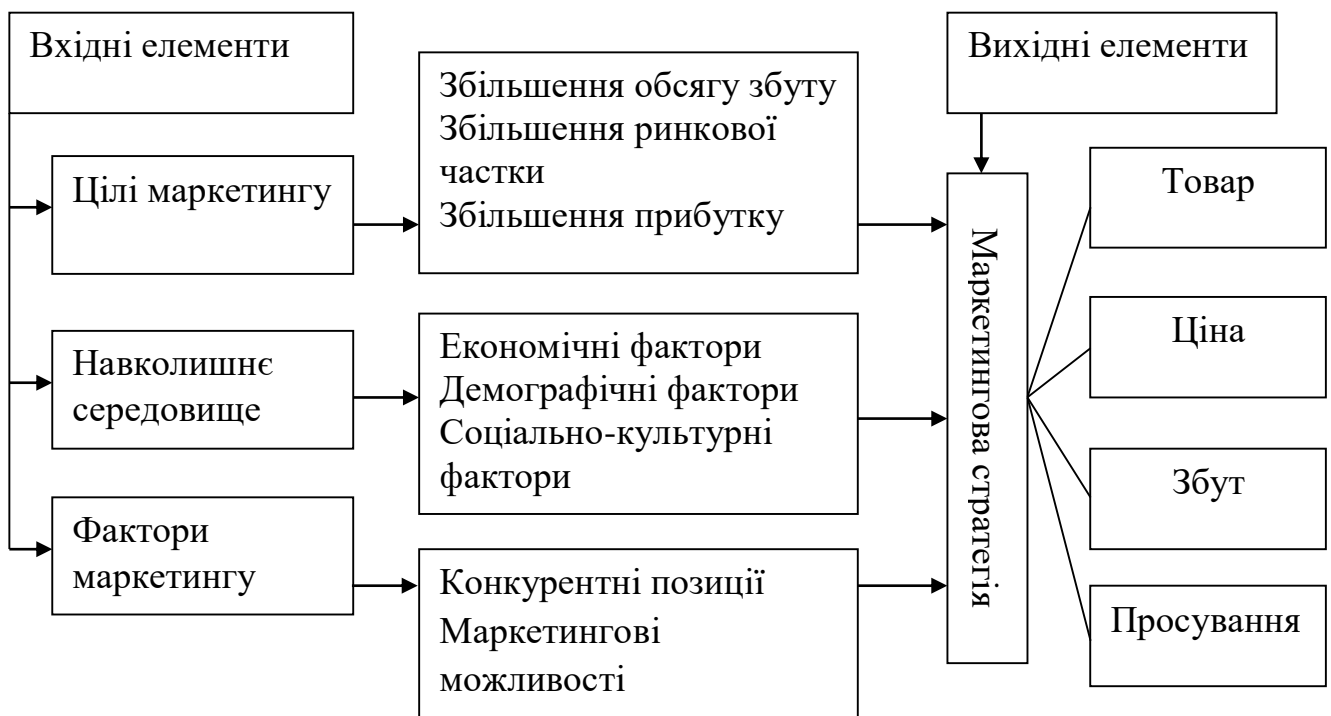 Вхідні елементи
Вихідні елементи
Цілі маркетингу
Збільшення обсягу збуту
Збільшення ринкової
частки
Збільшення прибутку
Навколишнє
середовище
Економічні фактори
Демографічні фактори
Соціально-культурні
фактори
Фактори
маркетингу
Конкурентні позиції
Маркетингові
можливості
Маркетингова стратегія
Товар
Ціна
Збут
Просування